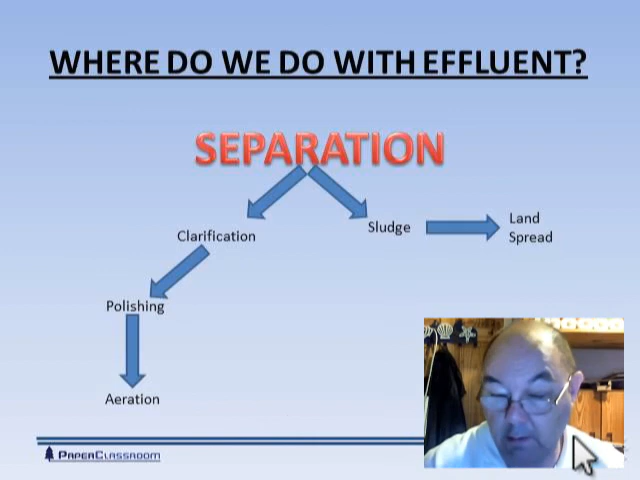 WHERE DO WE DO WITH EFFLUENT?
SEPARATION
Clarification
Sludge
Land
Spread
Polishing
Aeration
PAPERCLASSROOM